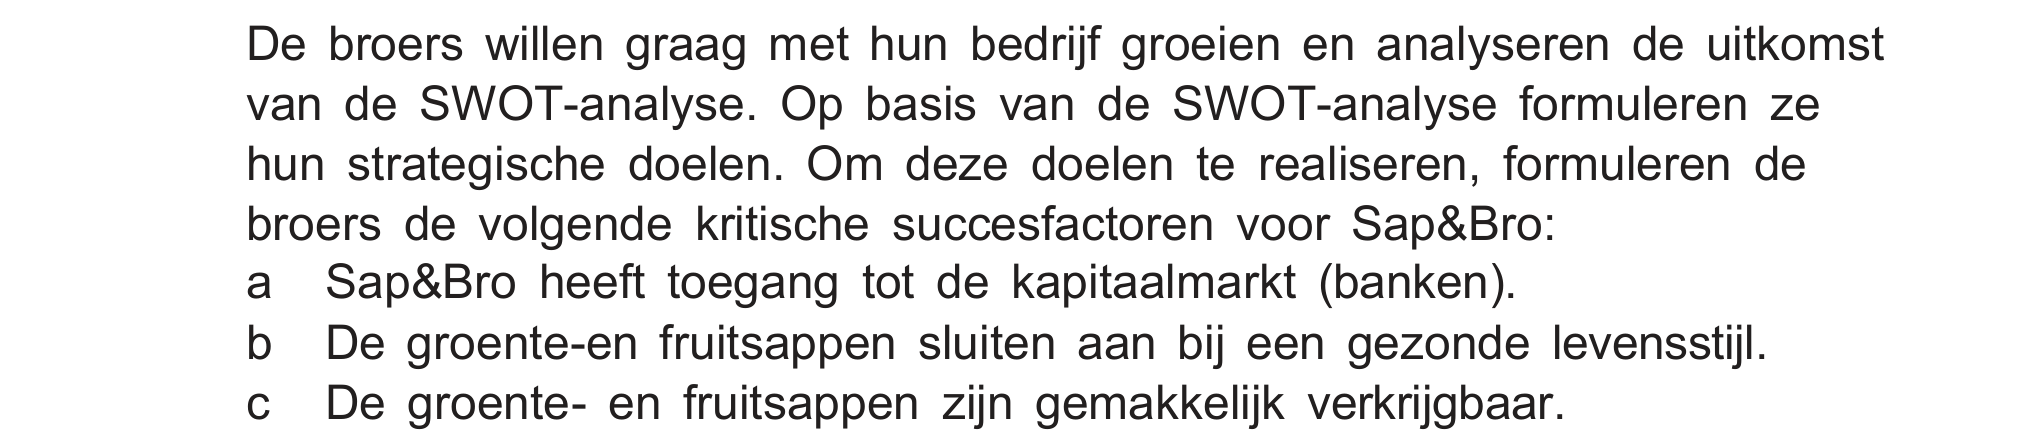 De broers willen graag met hun bedrijf groeien en analyseren de uitkomst
van de SWOT-analyse. Op basis van de SWOT-analyse formuleren ze
hun strategische doelen. Om deze doelen te realiseren, formuleren de
broers de volgende kritische succesfactoren voor Sap&Bro:
a Sap&Bro heeft toegang tot de kapitaalmarkt (banken).
b De groente-en fruitsappen sluiten aan bij een gezonde levensstijl.
c De groente- en fruitsappen zijn gemakkelijk verkrijgbaar.